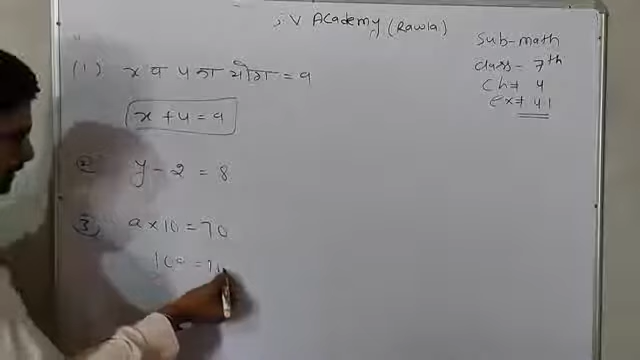 S.V Academy (Rawla)
Sub-math
class- 7th
Ch= 4
ex= 4.1
(1) x व 4 का योग = 9
x + 4 = 9
② y - 2 = 8
③ a × 10 = 70
10a =